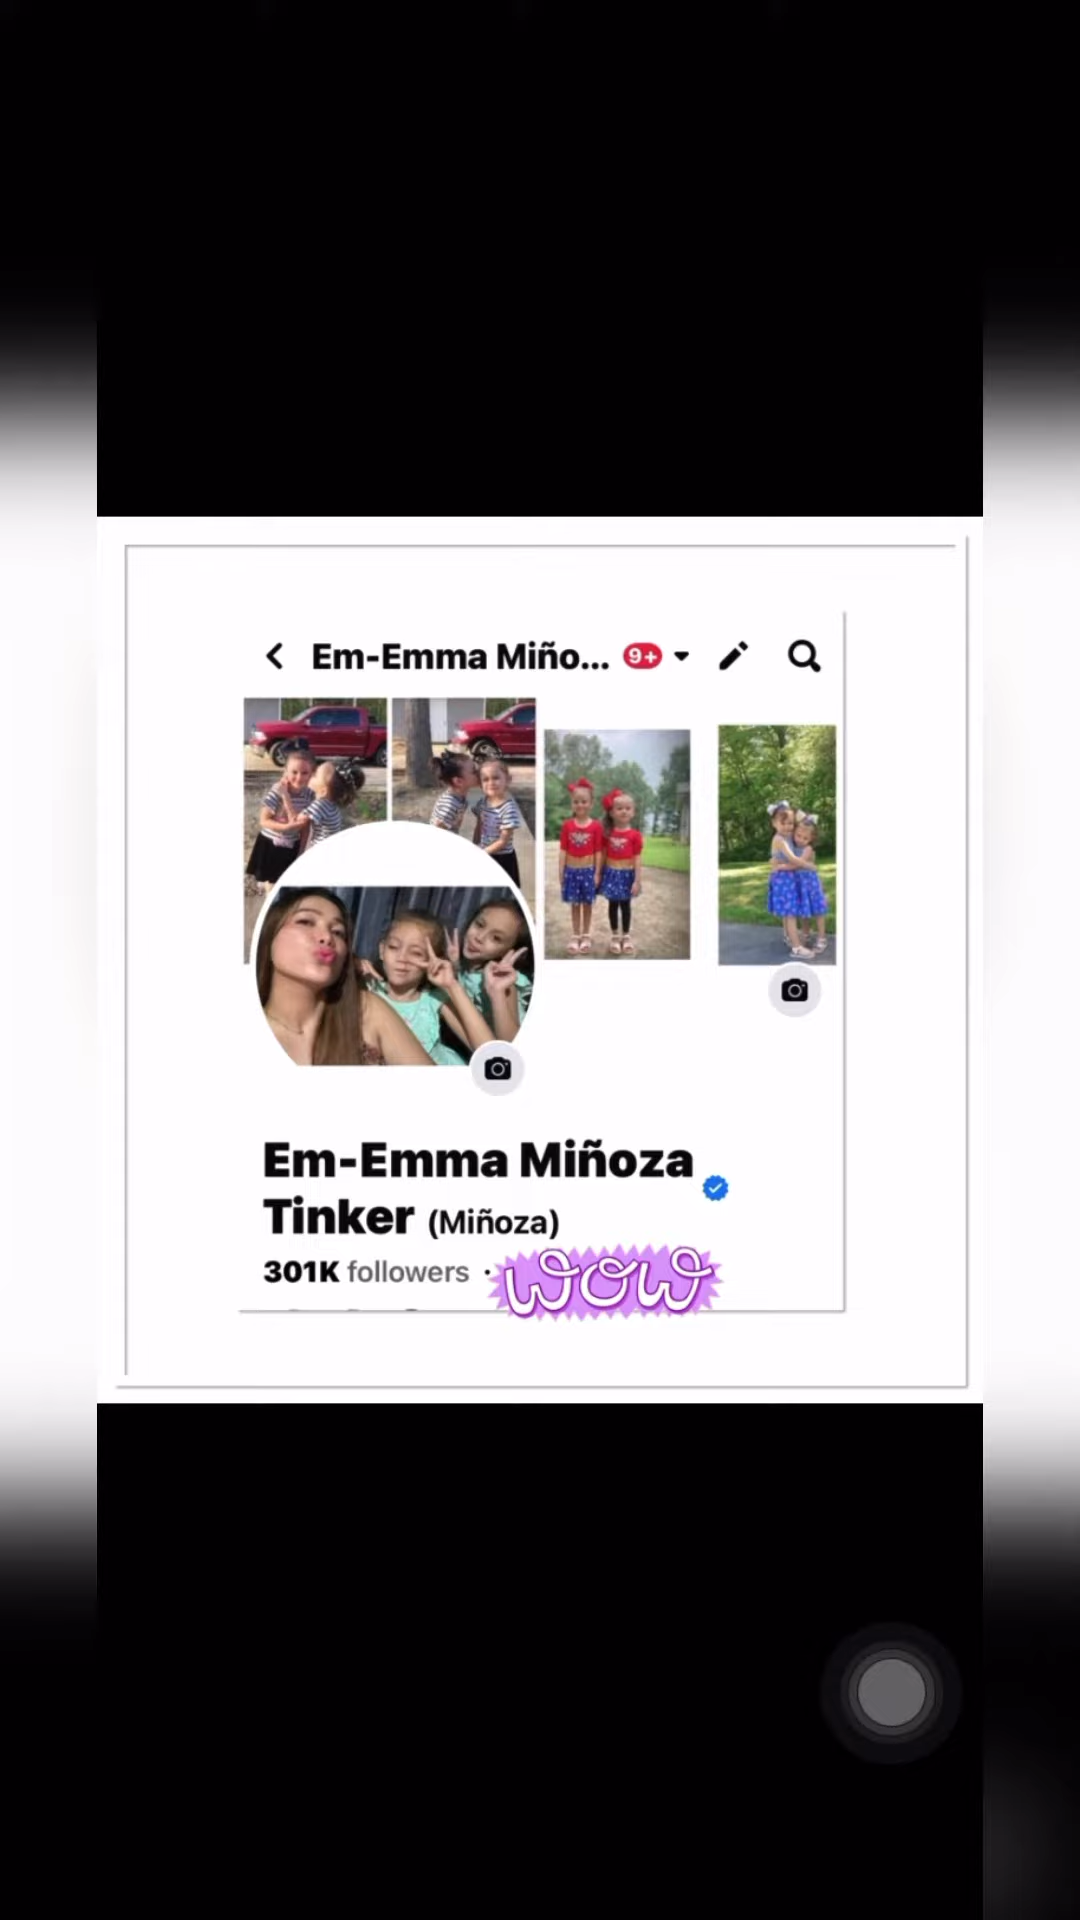 Em-Emma Miño... 9+
Em-Emma Miñoza
Tinker (Miñoza)
301K followers ·
wow